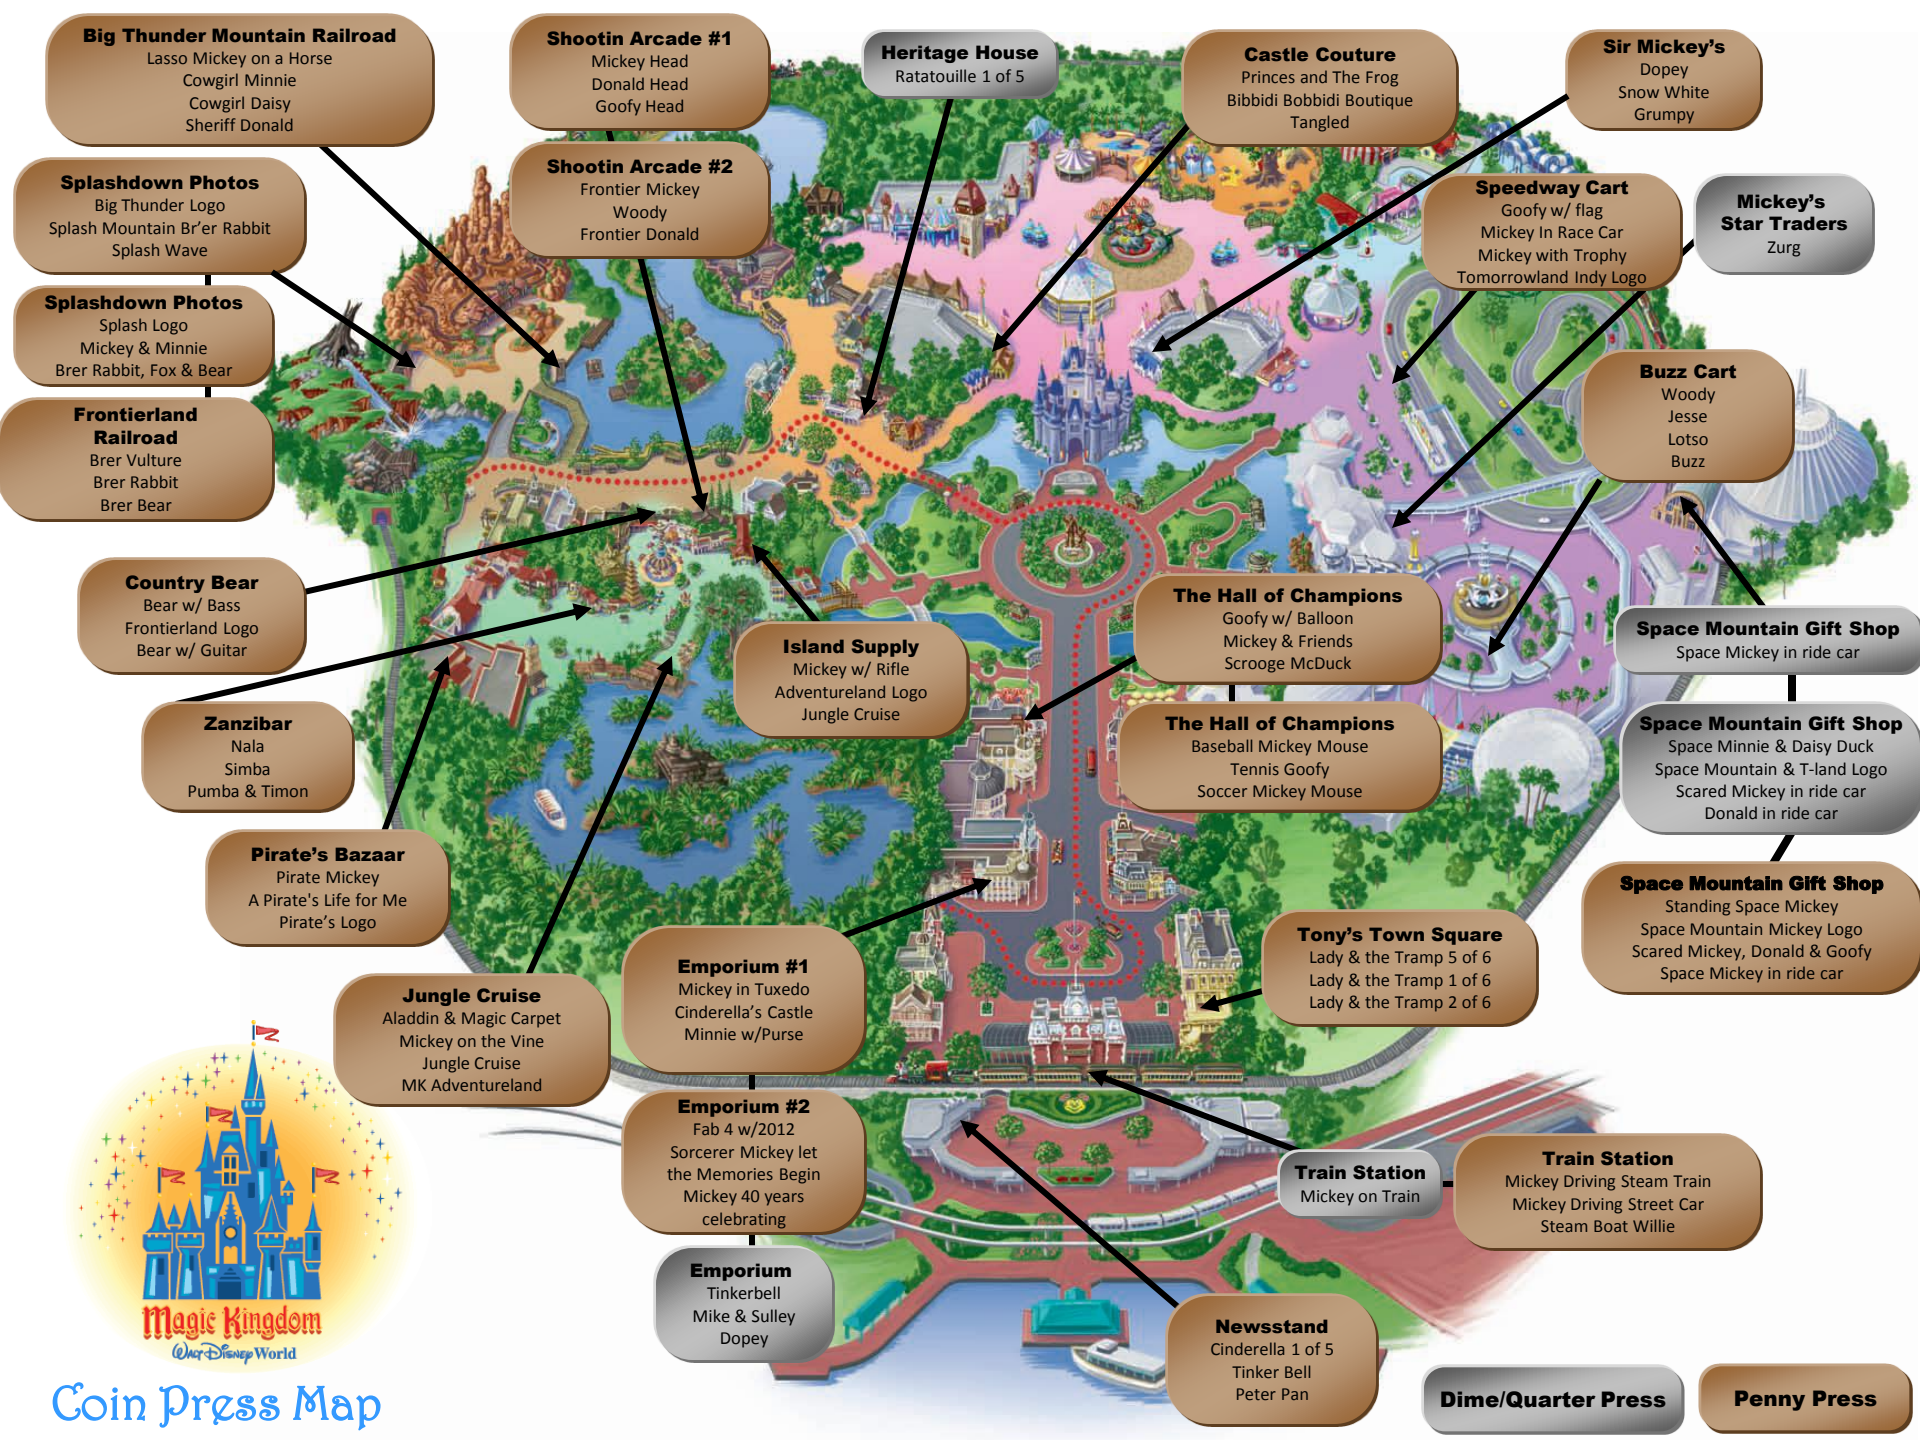 Big Thunder Mountain Railroad
Lasso Mickey on a Horse
Cowgirl Minnie
Cowgirl Daisy
Sheriff Donald
Shootin Arcade #1
Mickey Head
Donald Head
Goofy Head
Heritage House
Ratatouille 1 of 5
Castle Couture
Princes and The Frog
Bibbidi Bobbidi Boutique
Tangled
Sir Mickey's
Dopey
Snow White
Grumpy
Splashdown Photos
Big Thunder Logo
Splash Mountain Br'er Rabbit
Splash Wave
Shootin Arcade #2
Frontier Mickey
Woody
Frontier Donald
Speedway Cart
Goofy w/ flag
Mickey In Race Car
Mickey with Trophy
Tomorrowland Indy Logo
Mickey's
Star Traders
Zurg
Splashdown Photos
Splash Logo
Mickey & Minnie
Brer Rabbit, Fox & Bear
Buzz Cart
Woody
Jesse
Lotso
Buzz
Frontierland
Railroad
Brer Vulture
Brer Rabbit
Brer Bear
Country Bear
Bear w/ Bass
Frontierland Logo
Bear w/ Guitar
Island Supply
Mickey w/ Rifle
Adventureland Logo
Jungle Cruise
The Hall of Champions
Goofy w/ Balloon
Mickey & Friends
Scrooge McDuck
Space Mountain Gift Shop
Space Mickey in ride car
Zanzibar
Nala
Simba
Pumba & Timon
The Hall of Champions
Baseball Mickey Mouse
Tennis Goofy
Soccer Mickey Mouse
Space Mountain Gift Shop
Space Minnie & Daisy Duck
Space Mountain & T-land Logo
Scared Mickey in ride car
Donald in ride car
Pirate's Bazaar
Pirate Mickey
A Pirate's Life for Me
Pirate's Logo
Space Mountain Gift Shop
Standing Space Mickey
Space Mountain Mickey Logo
Scared Mickey, Donald & Goofy
Space Mickey in ride car
Emporium #1
Mickey in Tuxedo
Cinderella's Castle
Minnie w/Purse
Tony's Town Square
Lady & the Tramp 5 of 6
Lady & the Tramp 1 of 6
Lady & the Tramp 2 of 6
Jungle Cruise
Aladdin & Magic Carpet
Mickey on the Vine
Jungle Cruise
MK Adventureland
Emporium #2
Fab 4 w/2012
Sorcerer Mickey let
the Memories Begin
Mickey 40 years
celebrating
Train Station
Mickey on Train
Train Station
Mickey Driving Steam Train
Mickey Driving Street Car
Steam Boat Willie
Emporium
Tinkerbell
Mike & Sulley
Dopey
Newsstand
Cinderella 1 of 5
Tinker Bell
Peter Pan
Magic Kingdom
Walt Disney World
Coin Press Map
Dime/Quarter Press
Penny Press